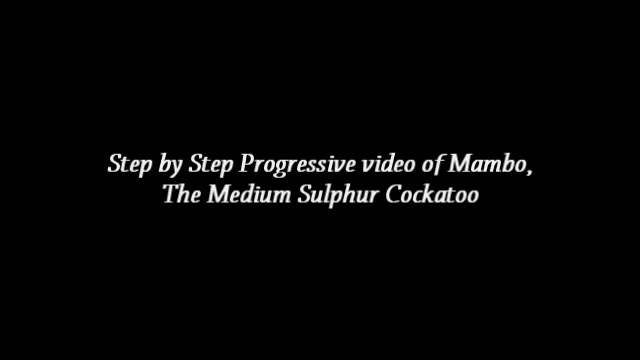 Step by Step Progressive video of Mambo,
The Medium Sulphur Cockatoo